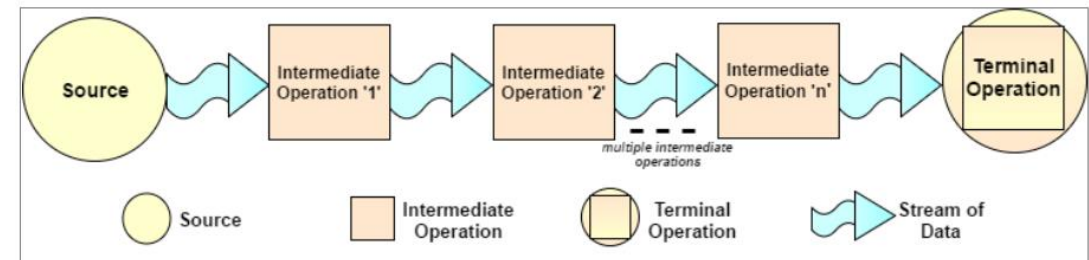 Source
Intermediate
Operation '1'
Intermediate
Operation '2'
multiple intermediate
operations
Intermediate
Operation 'n'
Terminal
Operation
Source
Intermediate
Operation
Terminal
Operation
Stream of
Data